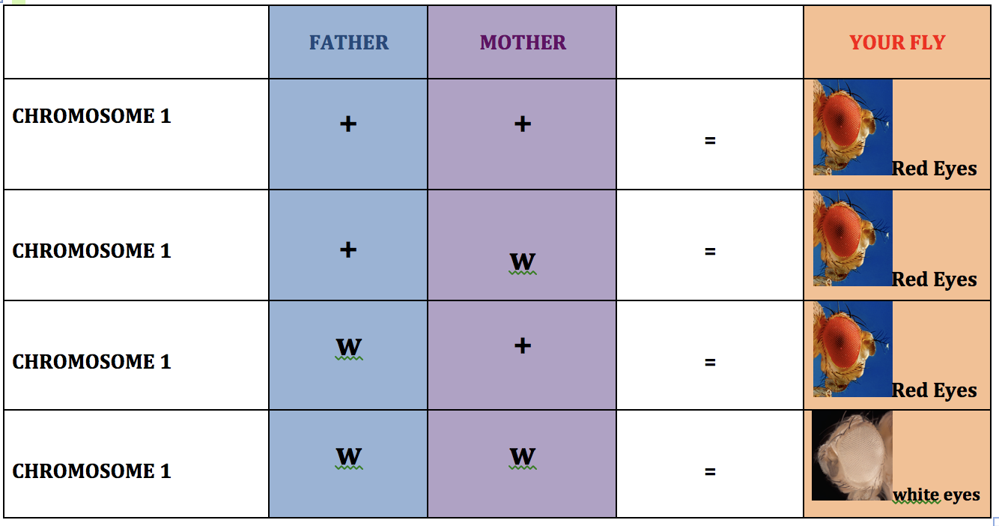 FATHER MOTHER YOUR FLY
CHROMOSOME 1 + + = Red Eyes
CHROMOSOME 1 + w = Red Eyes
CHROMOSOME 1 w + = Red Eyes
CHROMOSOME 1 w w = white eyes